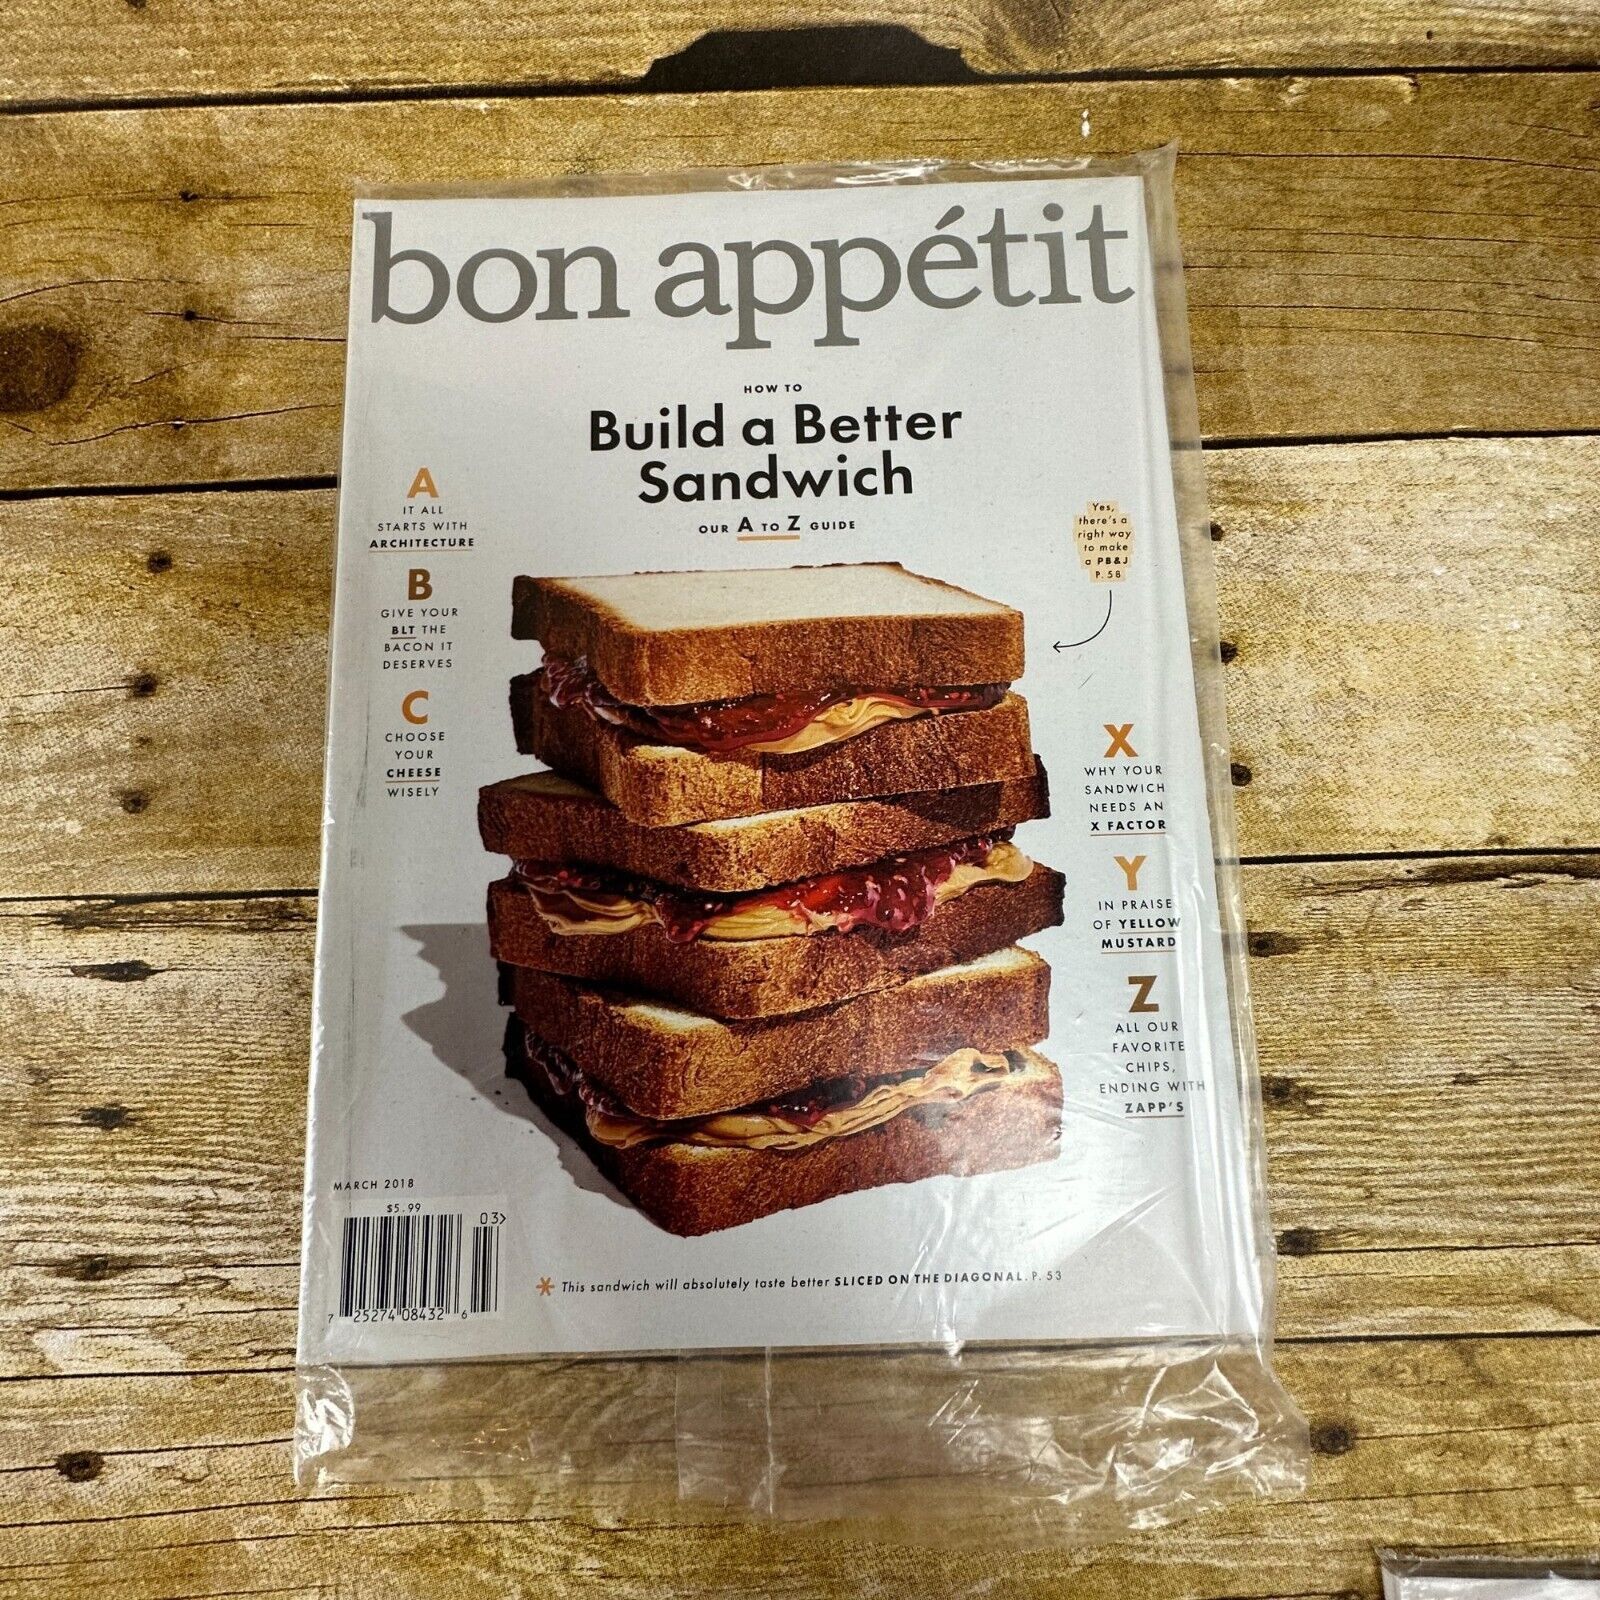 bon appétit
HOW TO
Build a Better
Sandwich
OUR A TO Z GUIDE
A
IT ALL
STARTS WITH
ARCHITECTURE
B
GIVE YOUR
BLT THE
BACON IT
DESERVES
C
CHOOSE
YOUR
CHEESE
WISELY
Yes,
there's a
right way
to make
a PB&J
P. 58
X
WHY YOUR
SANDWICH
NEEDS AN
X FACTOR
Y
IN PRAISE
OF YELLOW
MUSTARD
Z
ALL OUR
FAVORITE
CHIPS,
ENDING WITH
ZAPP'S
MARCH 2018
$5.99
03>
7 25274 08432 6
* This sandwich will absolutely taste better SLICED ON THE DIAGONAL. P. 53